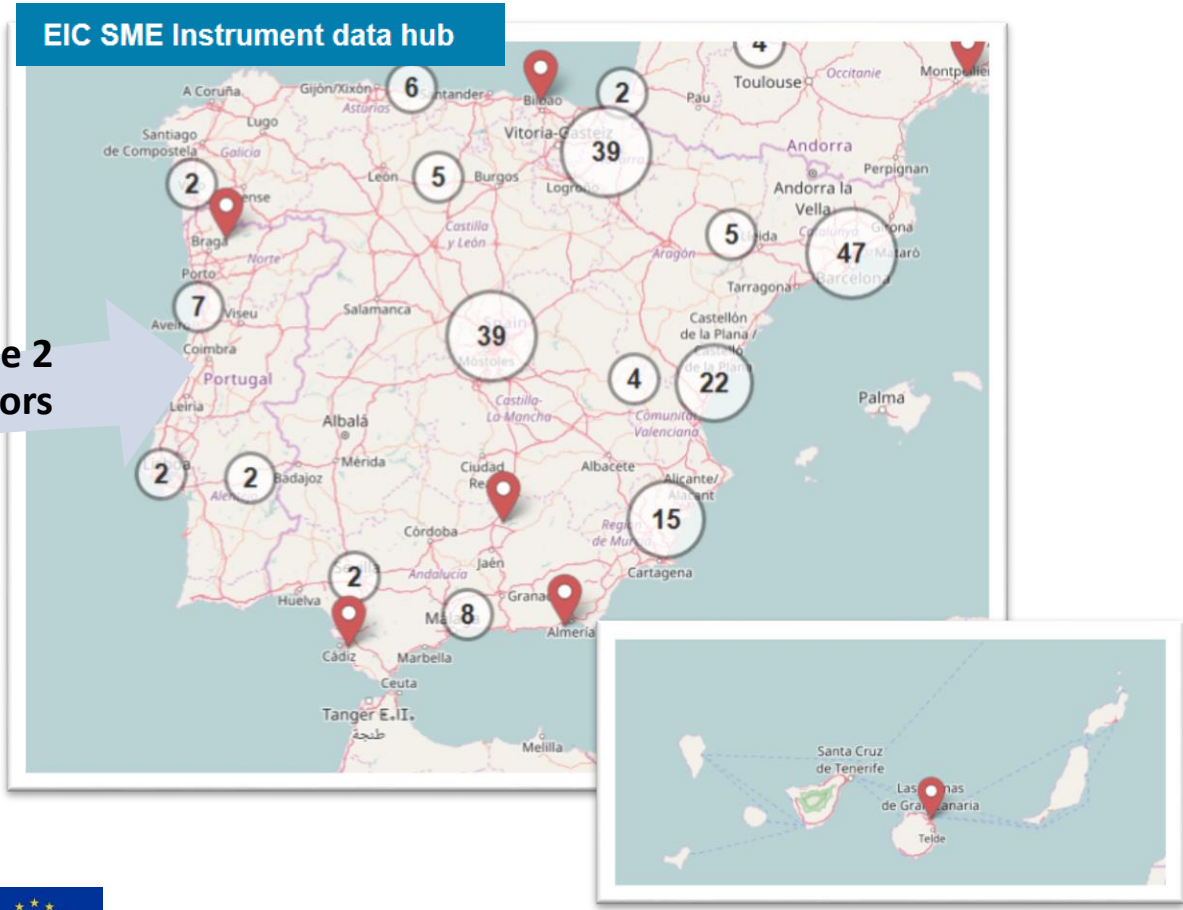 EIC SME Instrument data hub
4
Toulouse
Occitanie
A Coruña
Gijón/Xixón
6
Santander
Bilbao
2
Pau
Asturias
Lugo
Vitoria-Gasteiz
Santiago
de Compostela
Galicia
39
Andorra
León
5
Burgos
Logroño
Perpignan
Andorra la
Vella
2
Girona
Castilla
y León
5
Catalunya
47
Mataró
Braga
Norte
Aragón
Barcelona
Porto
Tarragona
7
Viseu
Salamanca
Castellón
de la Plana /
Castelló
de la Plana
Aveiro
Spain
39
Móstoles
Coimbra
e 2
ors
Portugal
4
22
Leiria
Castilla-
La Mancha
Palma
Albalá
Comunitat
Valenciana
2
2
Badajoz
Mérida
Ciudad
Albacete
Alicante/
Alacant
15
Córdoba
Región
de Murcia
Jaén
2
Andalucía
Cartagena
Huelva
8
Almería
Cádiz
Marbella
Ceuta
Tanger
طنجة
Melilla
Santa Cruz
de Tenerife
Las Palmas
de Gran Canaria
Telde